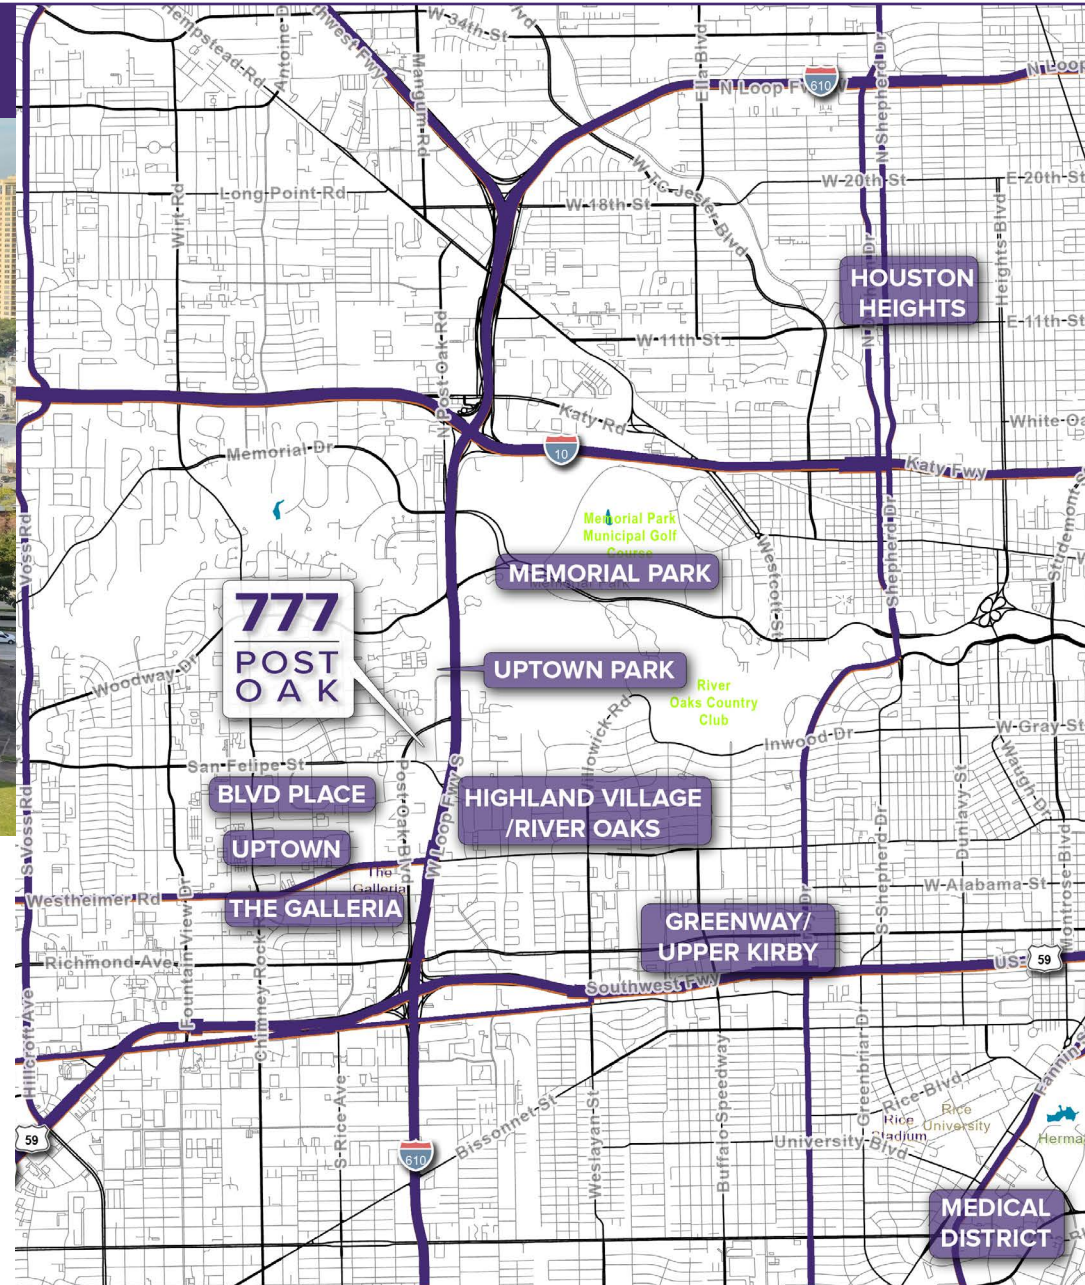 Hempstead Rd
Antoine D
thwest Fwy
W 34th St
Mangum Rd
Ella Blvd
N Loop F
610
N Loop
N Shepherd Dr
W T.C. Jester Blvd
Wirt Rd
Long Point Rd
W 18th St
W 20th St
E 20th St
Heights Blvd
HOUSTON
HEIGHTS
E 11th St
W 11th St
N Post Oak Rd
Katy Rd
White Oa
Memorial Dr
10
Katy Fwy
Voss Rd
Memorial Park
Municipal Golf
Course
Westcott St
Shepherd Dr
Studemont S
MEMORIAL PARK
777
POST
OAK
Woodway Dr
UPTOWN PARK
River
Oaks Country
Club
Willowick Rd
Inwood Dr
W Gray St
Waugh Dr
San Felipe St
BLVD PLACE
Post Oak Blvd
W Loop Fwy S
HIGHLAND VILLAGE
/RIVER OAKS
S Voss Rd
UPTOWN
The
Galleria
S Shepherd Dr
Dunlavy St
Montrose Blvd
W Alabama St
Westheimer Rd
Fountain View Dr
THE GALLERIA
Chimney Rock R
GREENWAY/
UPPER KIRBY
Dr
Richmond Ave
US
59
Southwest Fwy
Hillcroft Ave
S Rice Ave
Bissonnet St
Weslayan St
Buffalo Speedway
Greenbriar Dr
Rice Blvd
Rice
Stadium
Rice
University
Fannin S
Herma
University Blvd
59
610
MEDICAL
DISTRICT